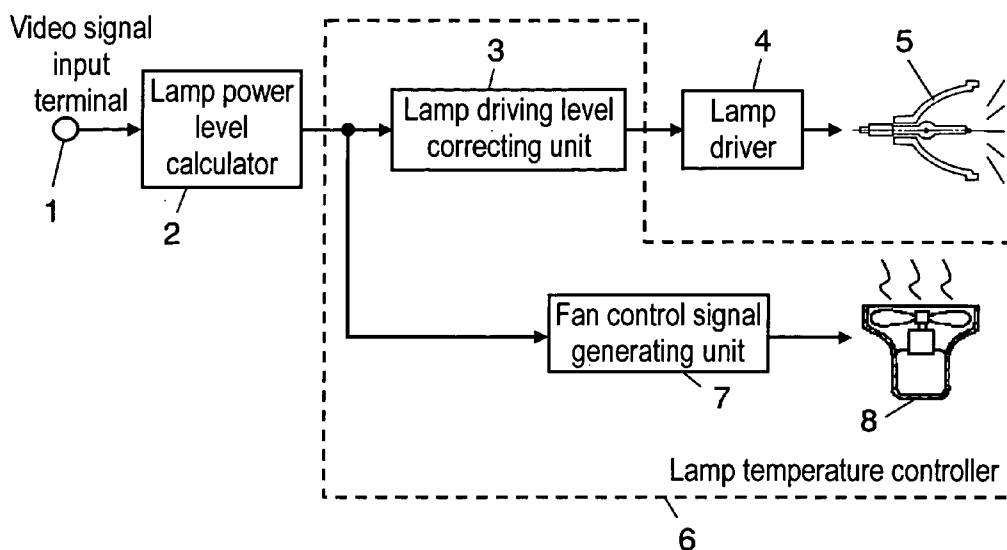 Video signal
input
terminal
1
Lamp power
level
calculator
2
3
Lamp driving level
correcting unit
4
Lamp
driver
5
Fan control signal
generating unit
7
8
Lamp temperature controller
6